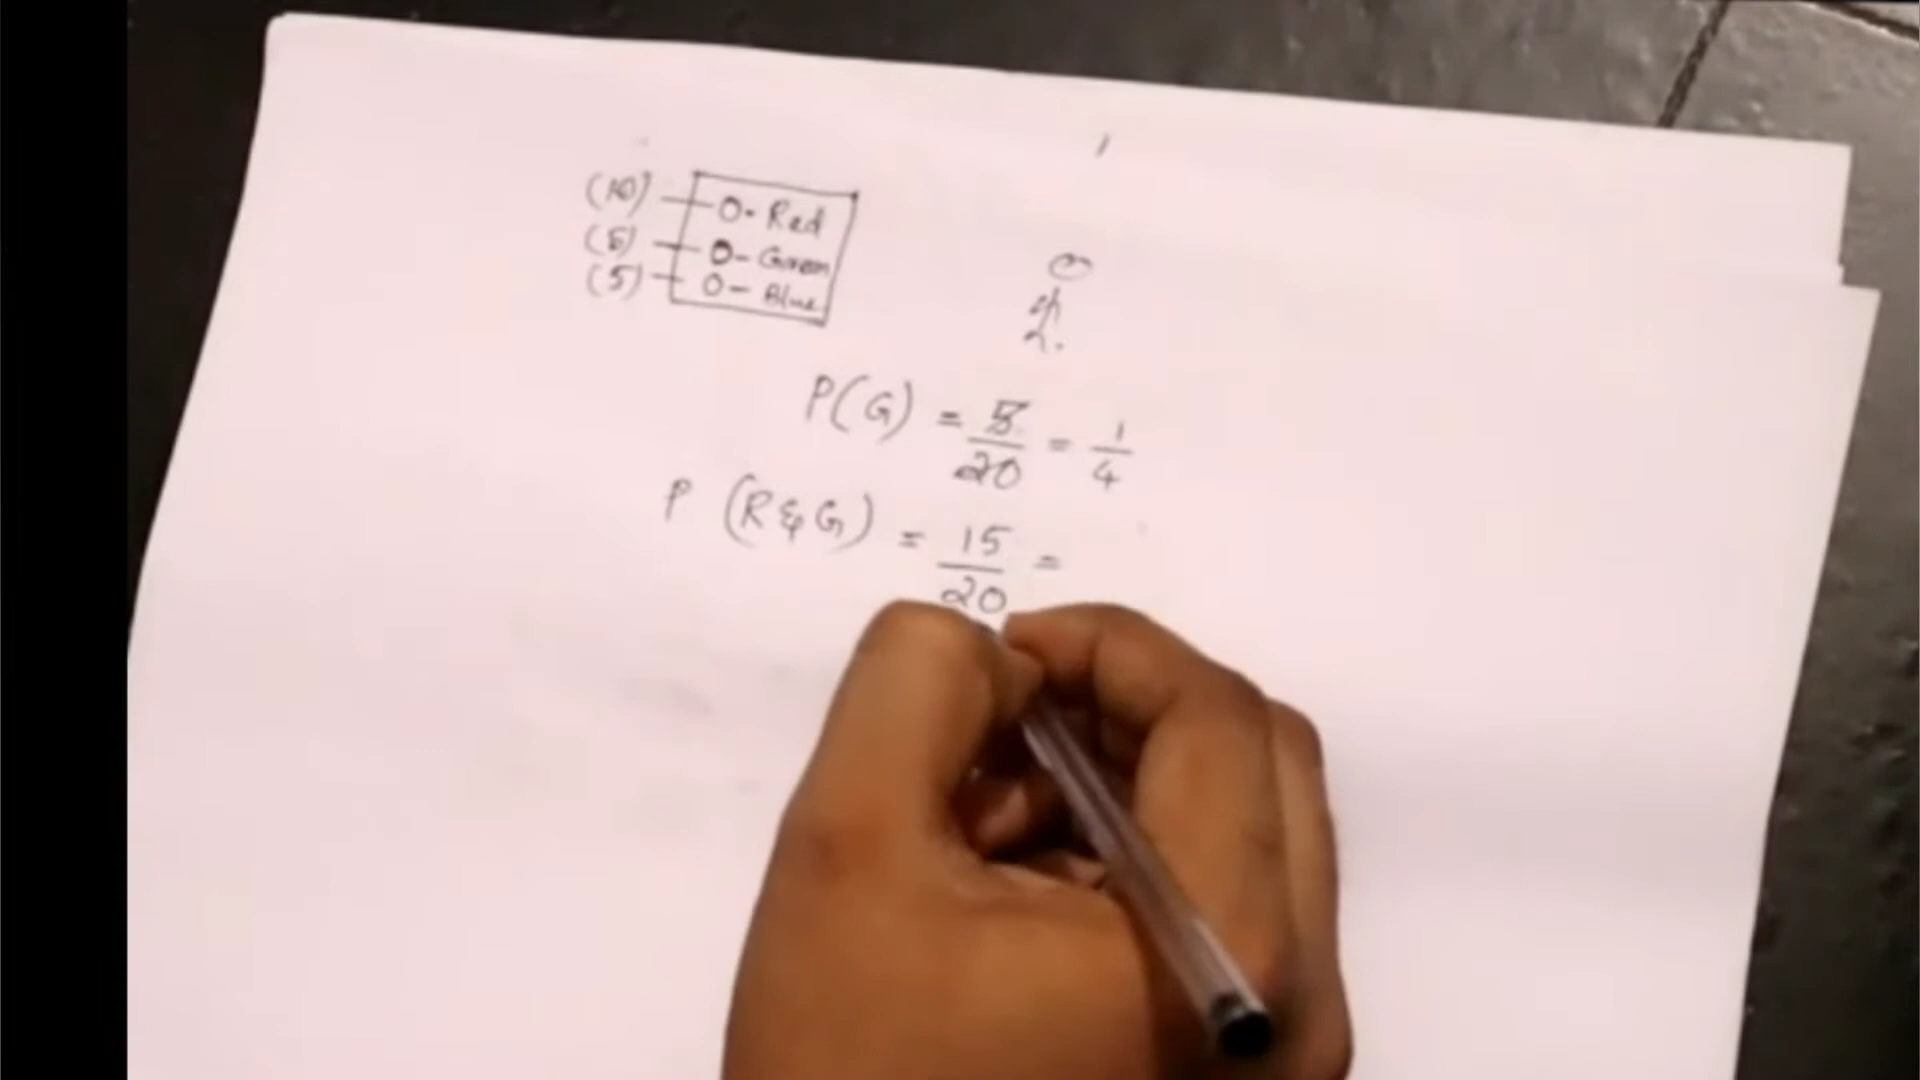 (10) O- Red
(5) O- Green
(5) O- Blue
P(G) = 5/20 = 1/4
P (R&G) = 15/20 =